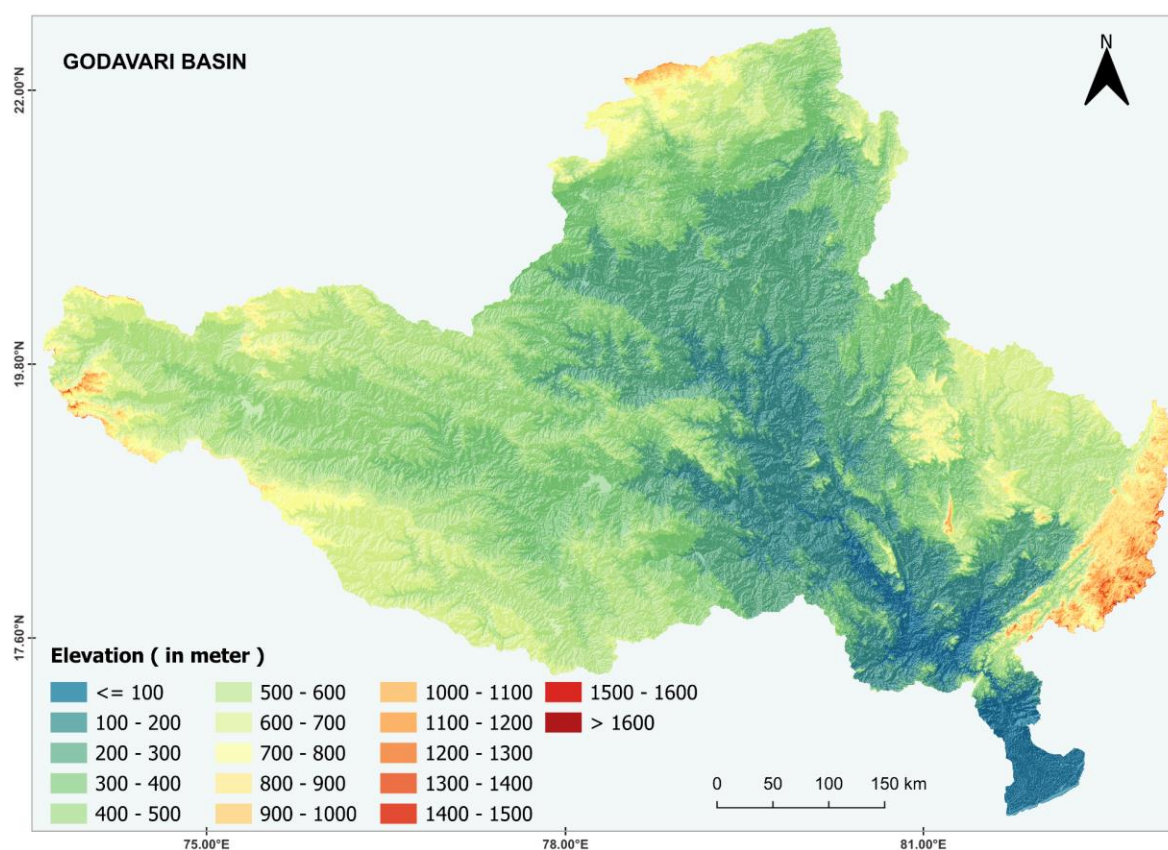 GODAVARI BASIN
N
22.00°N
19.80°N
17.60°N
Elevation ( in meter )
<= 100
100 - 200
200 - 300
300 - 400
400 - 500
500 - 600
600 - 700
700 - 800
800 - 900
900 - 1000
1000 - 1100
1100 - 1200
1200 - 1300
1300 - 1400
1400 - 1500
1500 - 1600
> 1600
0 50 100 150 km
75.00°E 78.00°E 81.00°E